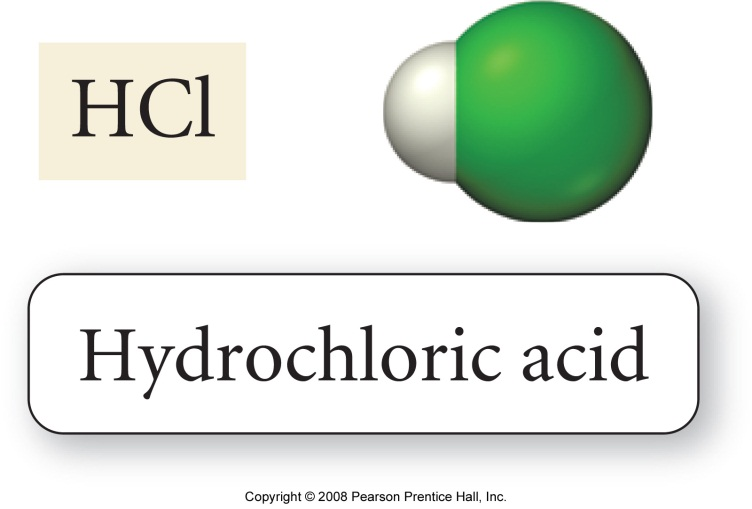 HCl
Hydrochloric acid
Copyright © 2008 Pearson Prentice Hall, Inc.